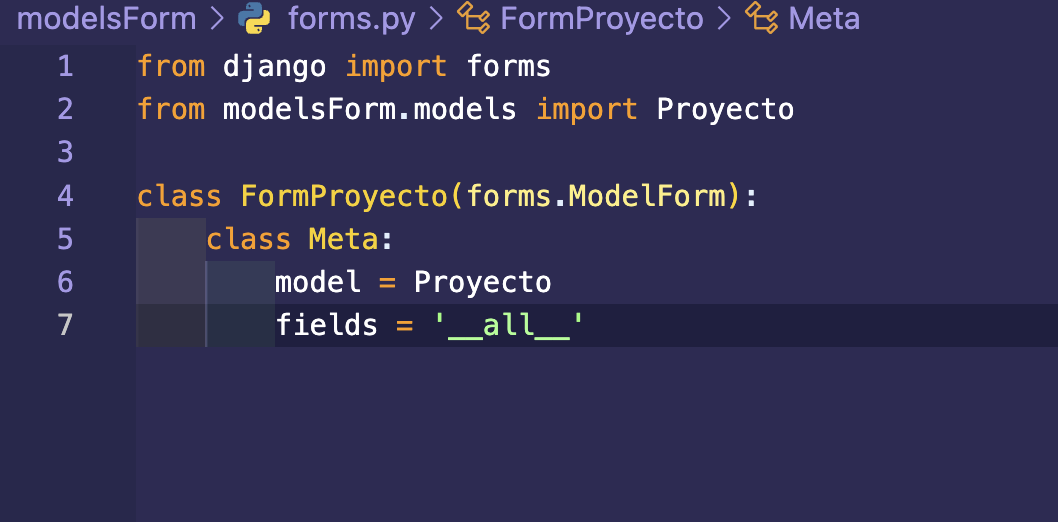 modelsForm > forms.py > FormProyecto > Meta
1 from django import forms
2 from modelsForm.models import Proyecto
3
4 class FormProyecto(forms.ModelForm):
5     class Meta:
6         model = Proyecto
7         fields = '__all__'